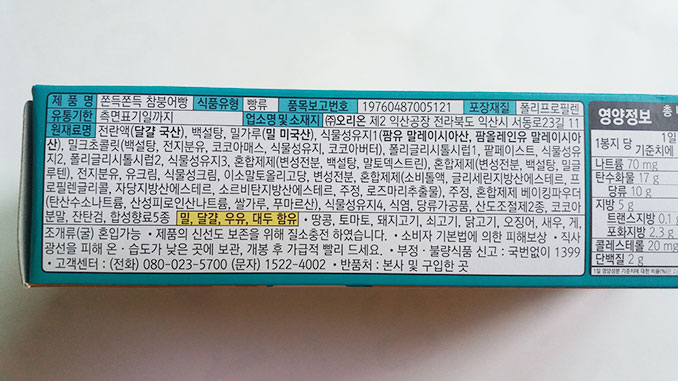 제 품 명 쫀득쫀득 참붕어빵 식품유형 빵류 품목보고번호 19760487005121 포장재질 폴리프로필렌
유통기한 측면표기일까지 업소명 및 소재지 ㈜오리온 제2 익산공장 전라북도 익산시 서동로23길 11
원재료명 전란액(달걀 국산), 백설탕, 밀가루(밀 미국산), 식물성유지1(팜유 말레이시아산, 팜올레인유 말레이시아
산), 밀크초콜릿(백설탕, 전지분유, 코코아매스, 식물성유지, 코코아버터), 폴리글리시톨시럽1, 팥페이스트, 식물성유
지2, 폴리글리시톨시럽2, 식물성유지3, 혼합제제(변성전분, 백설탕, 말토덱스트린), 혼합제제(변성전분, 백설탕, 밀글
루텐), 전지분유, 유크림, 식물성크림, 이소말토올리고당, 변성전분, 혼합제제(소비톨액, 글리세린지방산에스테르, 프
로필렌글리콜, 자당지방산에스테르, 소르비탄지방산에스테르, 주정, 로즈마리추출물), 주정, 혼합제제 베이킹파우더
(탄산수소나트륨, 산성피로인산나트륨, 쌀가루, 푸마르산), 식물성유지4, 식염, 당류가공품, 산도조절제2종, 코코아
분말, 잔탄검, 합성향료5종 밀, 달걀, 우유, 대두 함유 • 땅콩, 토마토, 돼지고기, 쇠고기, 닭고기, 오징어, 새우, 게,
조개류(굴) 혼입가능 • 제품의 신선도 보존을 위해 질소충전 하였습니다. • 소비자 기본법에 의한 피해보상 • 직사
광선을 피해 온 · 습도가 낮은 곳에 보관, 개봉 후 가급적 빨리 드세요. • 부정 · 불량식품 신고 : 국번없이 1399
• 고객센터 : (전화) 080-023-5700 (문자) 1522-4002 • 반품처 : 본사 및 구입한 곳
영양정보 총
1봉지 당 1일
기준치에
나트륨 70 mg
탄수화물 17 g
당류 10 g
지방 5 g
트랜스지방 0.1
포화지방 2.3 g
콜레스테롤 20 mg
단백질 2 g
1일 영양성분 기준치에 대한 비율(%)은